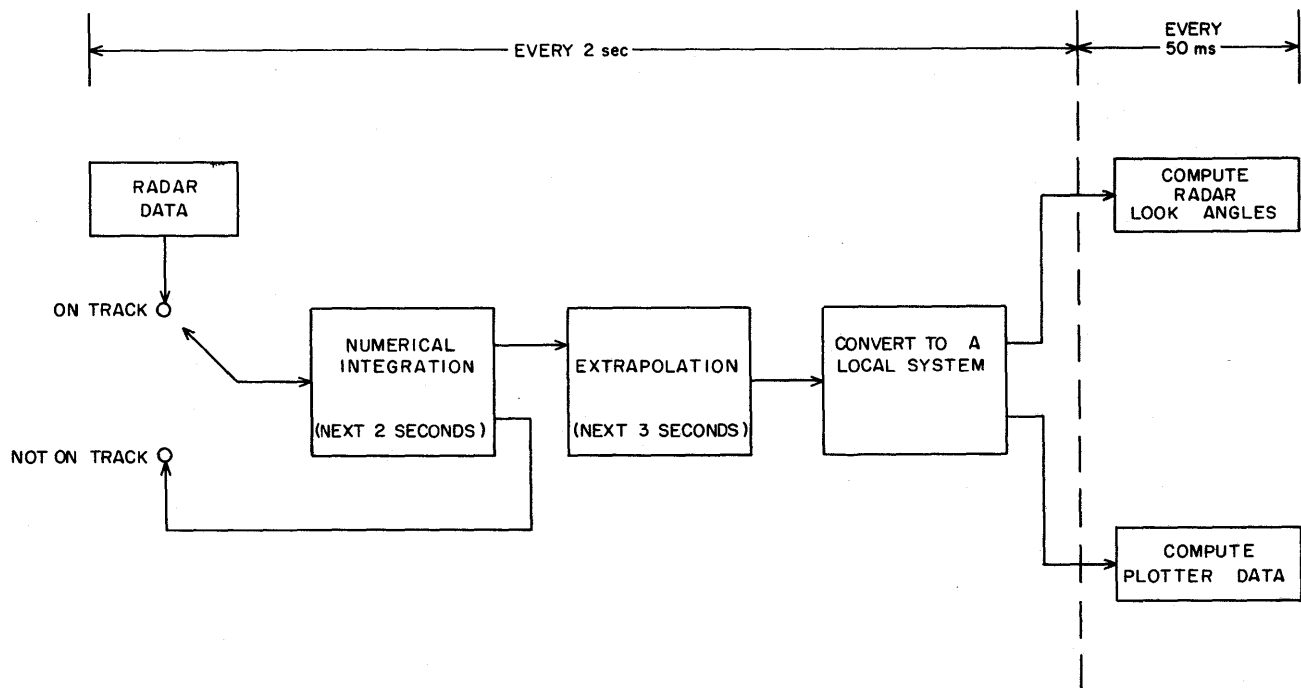 EVERY 2 sec
EVERY
50 ms
RADAR
DATA
COMPUTE
RADAR
LOOK ANGLES
ON TRACK
NUMERICAL
INTEGRATION
(NEXT 2 SECONDS)
EXTRAPOLATION
(NEXT 3 SECONDS)
CONVERT TO A
LOCAL SYSTEM
NOT ON TRACK
COMPUTE
PLOTTER DATA